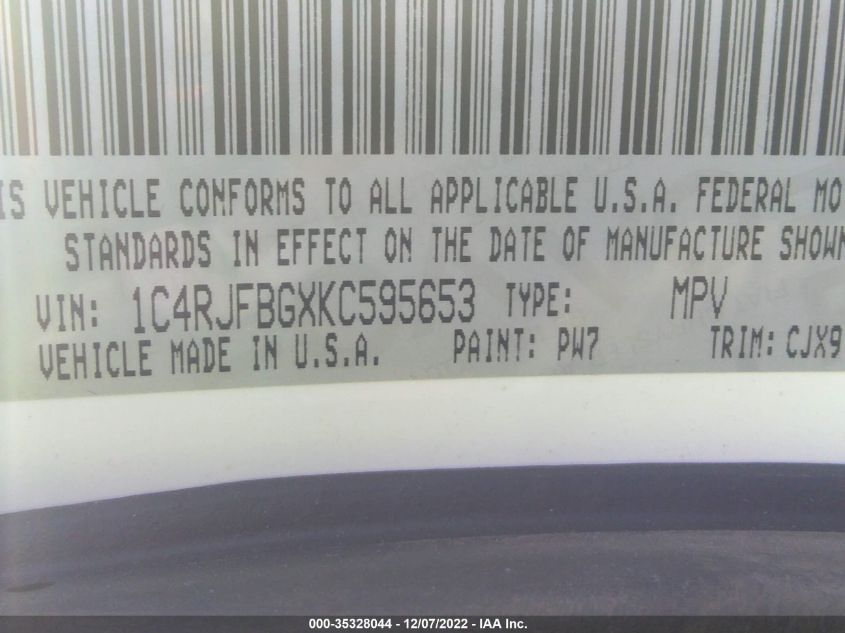 IS VEHICLE CONFORMS TO ALL APPLICABLE U.S.A. FEDERAL MO
STANDARDS IN EFFECT ON THE DATE OF MANUFACTURE SHOWN
VIN: 1C4RJFBGXKC595653 TYPE: MPV
VEHICLE MADE IN U.S.A. PAINT: PW7 TRIM: CJX9
000-35328044 - 12/07/2022 - IAA Inc.